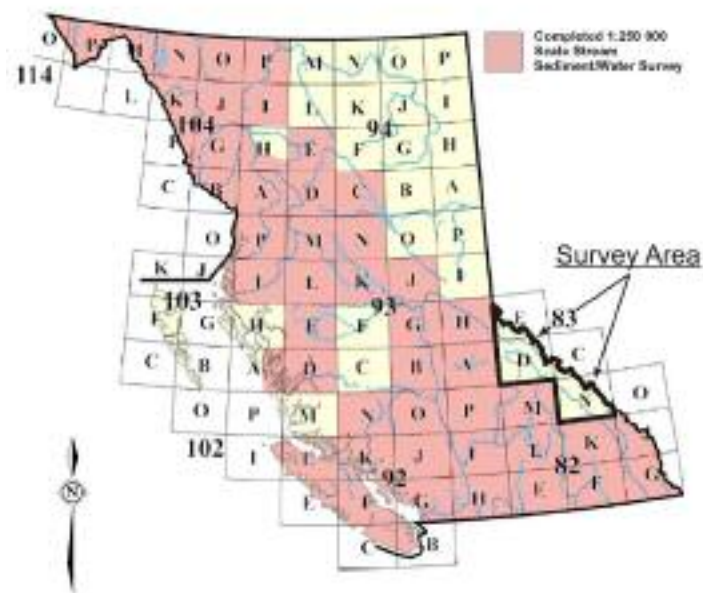 Completed 1:250 000
Scale Stream
Sediment/Water Survey
O P M N O P M N O P
114
L K J I L K J I
104 94
G H E F G H
C B A D C B A
O P M N O P
Survey Area
K J I L K J I
103 93 83
F G H E F G H E
C B A D C B A D C
O P M N O P M N O
102
I L K J I L K
92 82
E F G H E F G
C B
N